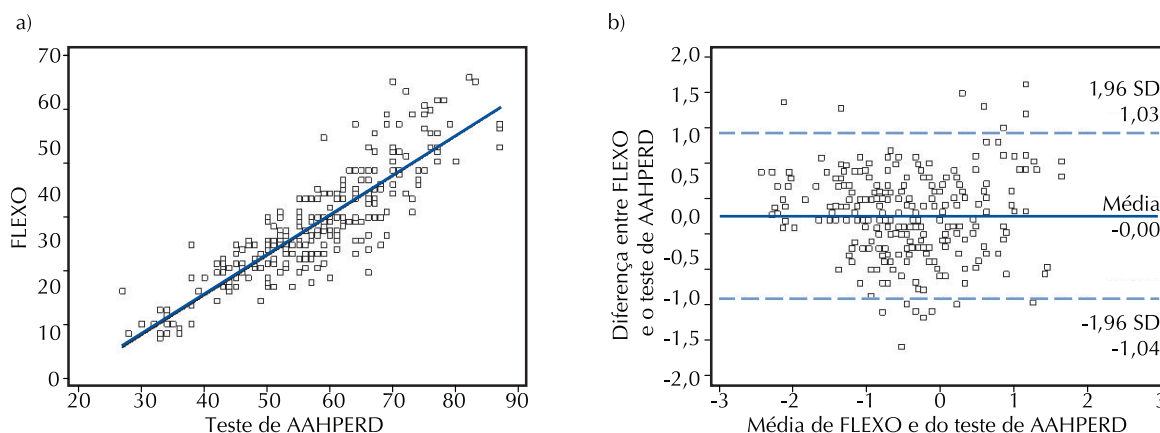 a)
70
60
50
40
30
20
10
0
FLEXO
20 30 40 50 60 70 80 90
Teste de AAHPERD
b)
2,0
1,5
1,0
0,5
0,0
-0,5
-1,0
-1,5
-2,0
Diferença entre FLEXO
e o teste de AAHPERD
1,96 SD
1,03
Média
-0,00
-1,96 SD
-1,04
-3 -2 -1 0 1 2 3
Média de FLEXO e do teste de AAHPERD